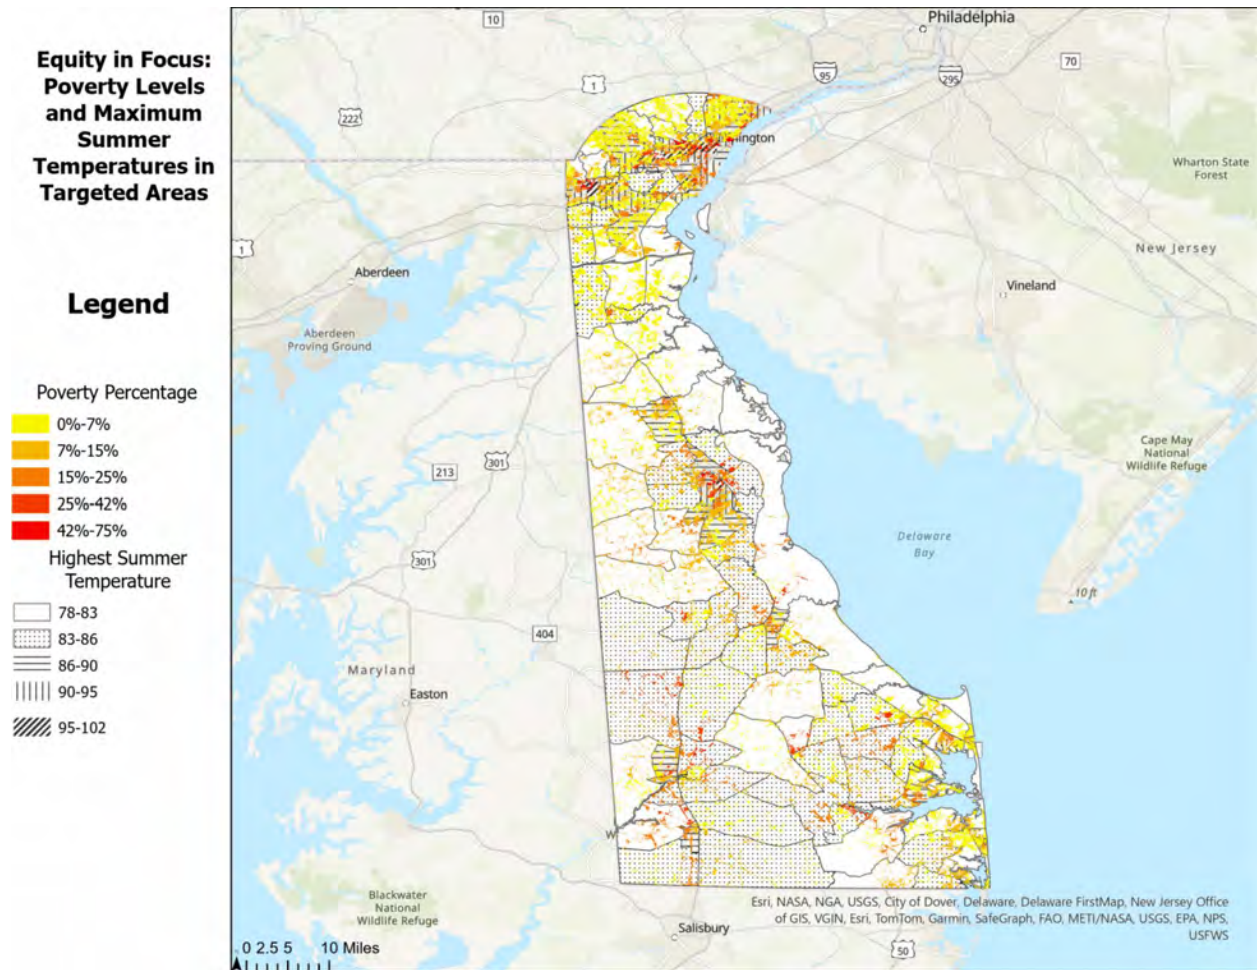 Equity in Focus:
Poverty Levels
and Maximum
Summer
Temperatures in
Targeted Areas
Legend
Poverty Percentage
0%-7%
7%-15%
15%-25%
25%-42%
42%-75%
Highest Summer
Temperature
78-83
83-86
86-90
90-95
95-102
10
Philadelphia
95
295
70
1
222
ington
Wharton State
Forest
1
New Jersey
Aberdeen
Vineland
Aberdeen
Proving Ground
301
213
Cape May
National
Wildlife Refuge
Delaware
Bay
301
10 ft
404
Maryland
Easton
W
Blackwater
National
Wildlife Refuge
Salisbury
50
Esri, NASA, NGA, USGS, City of Dover, Delaware, Delaware FirstMap, New Jersey Office
of GIS, VGIN, Esri, TomTom, Garmin, SafeGraph, FAO, METI/NASA, USGS, EPA, NPS,
USFWS
0 2.5 5 10 Miles